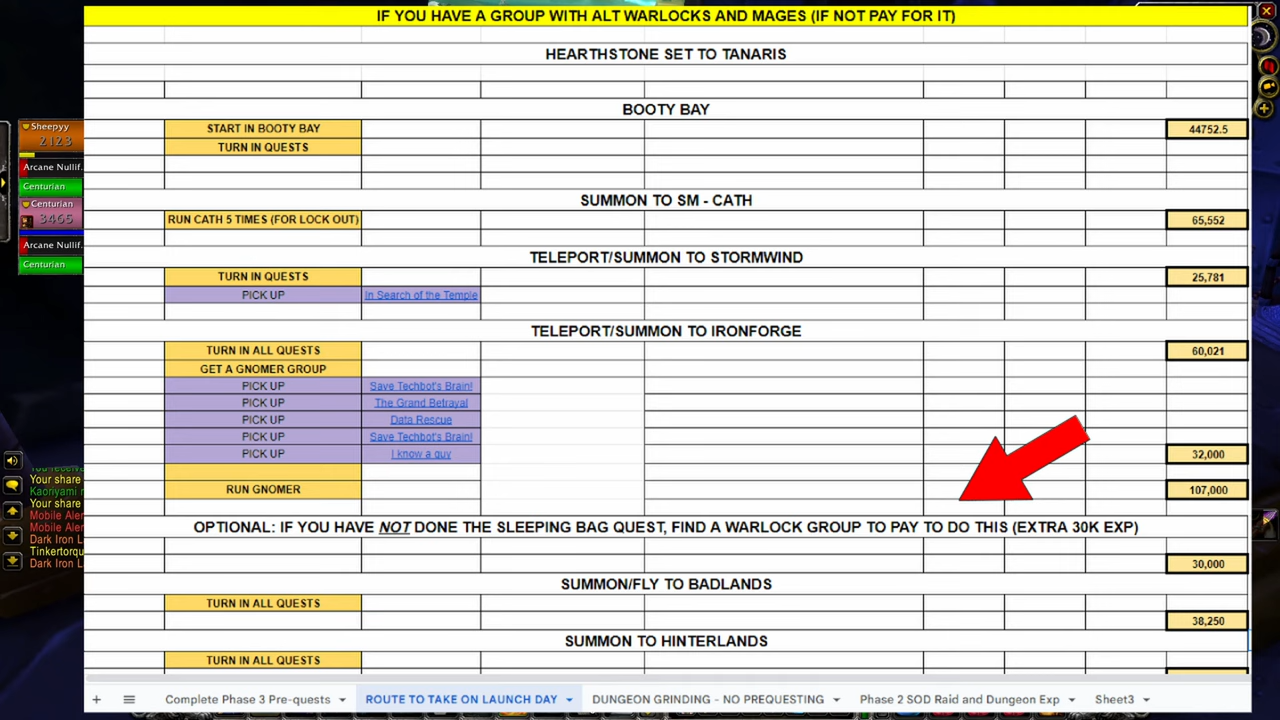 IF YOU HAVE A GROUP WITH ALT WARLOCKS AND MAGES (IF NOT PAY FOR IT)
HEARTHSTONE SET TO TANARIS
BOOTY BAY
START IN BOOTY BAY 44752.5
TURN IN QUESTS
SUMMON TO SM - CATH
RUN CATH 5 TIMES (FOR LOCK OUT) 65,552
TELEPORT/SUMMON TO STORMWIND
TURN IN QUESTS 25,781
PICK UP In Search of the Temple
TELEPORT/SUMMON TO IRONFORGE
TURN IN ALL QUESTS 60,021
GET A GNOMER GROUP
PICK UP Save Techbot's Brain!
PICK UP The Grand Betrayal
PICK UP Data Rescue
PICK UP Save Techbot's Brain!
PICK UP I know a guy 32,000
RUN GNOMER 107,000
OPTIONAL: IF YOU HAVE NOT DONE THE SLEEPING BAG QUEST, FIND A WARLOCK GROUP TO PAY TO DO THIS (EXTRA 30K EXP)
30,000
SUMMON/FLY TO BADLANDS
TURN IN ALL QUESTS
38,250
SUMMON TO HINTERLANDS
TURN IN ALL QUESTS
Complete Phase 3 Pre-quests
ROUTE TO TAKE ON LAUNCH DAY
DUNGEON GRINDING - NO PREQUESTING
Phase 2 SOD Raid and Dungeon Exp
Sheet3
Sheepyy
2123
Arcane Nullif
Centurian
Centurian
3465
Arcane Nullif
Centurian
Your share
Kaoriyami
Your share
Mobile Aler
Mobile Aler
Dark Iron L
Tinkertorqu
Dark Iron L